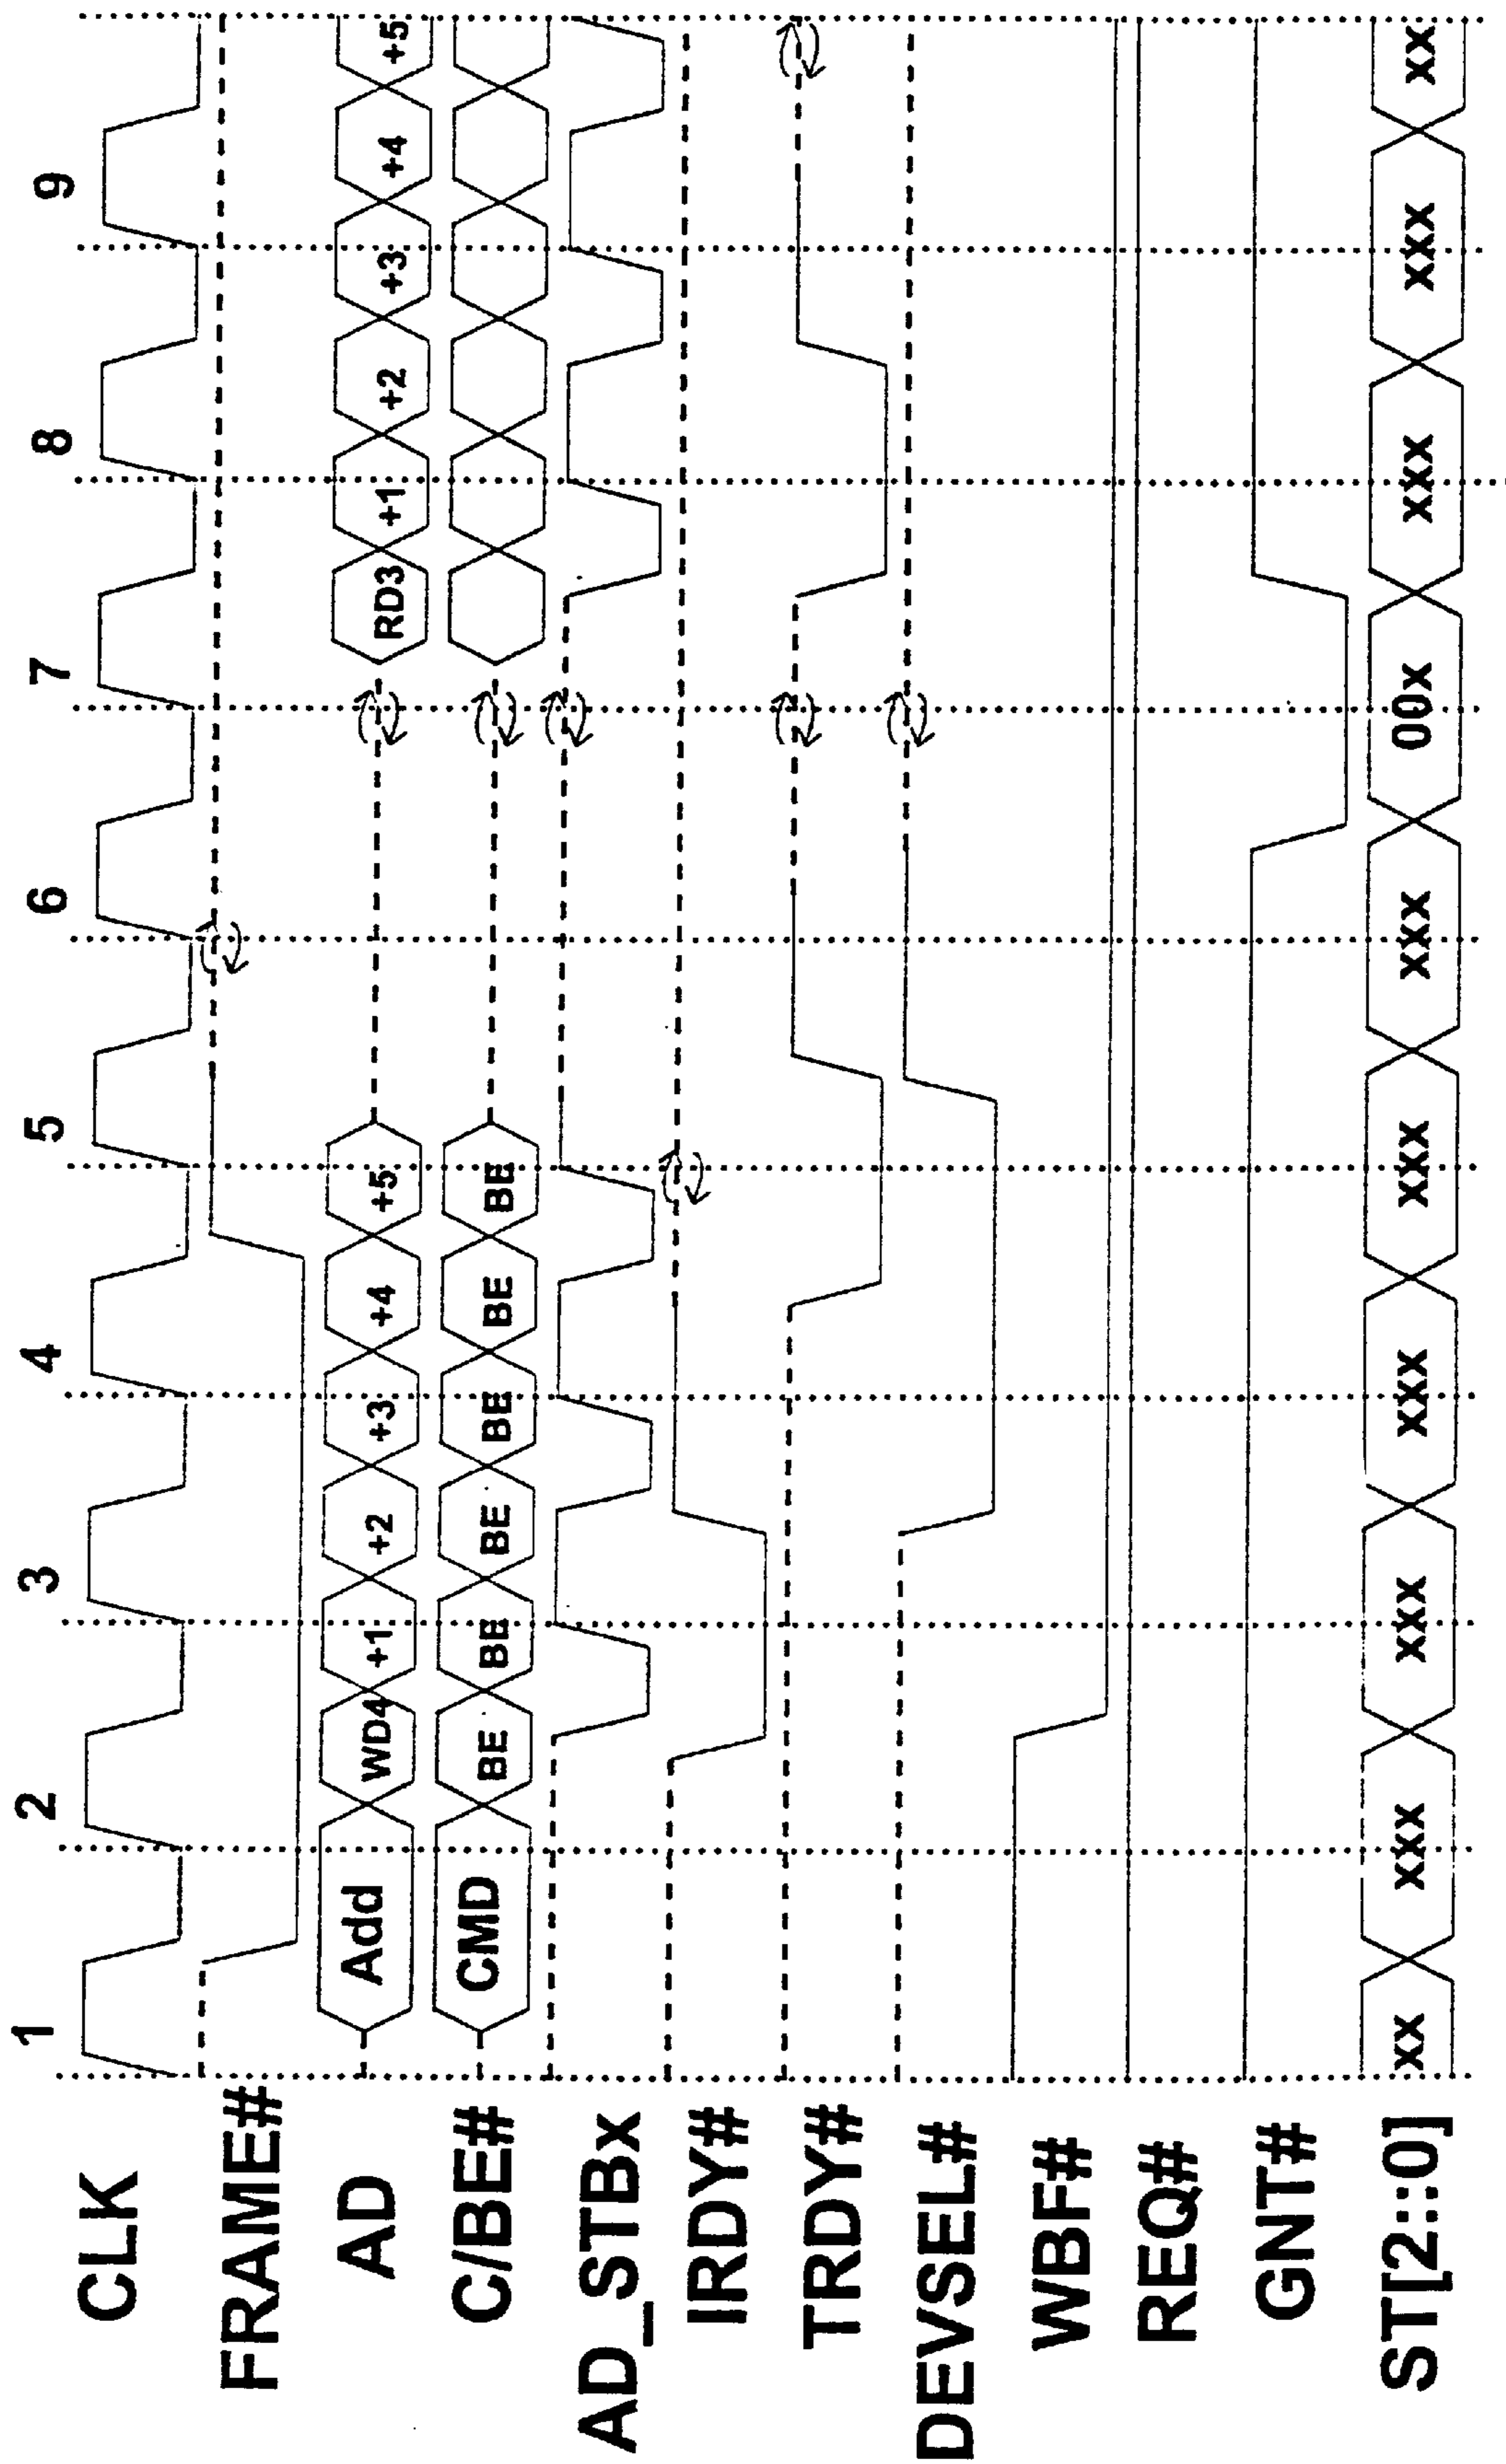 1 2 3 4 5 6 7 8 9
CLK
FRAME#
AD Add WD4 +1 +2 +3 +4 +5 RD3 +1 +2 +3 +4 +5
C/BE# CMD BE BE BE BE BE BE
AD_STBx
IRDY#
TRDY#
DEVSEL#
WBF#
REQ#
GNT#
ST[2::0] xx xxx xxx xxx xxx xxx 00x xxx xxx xx